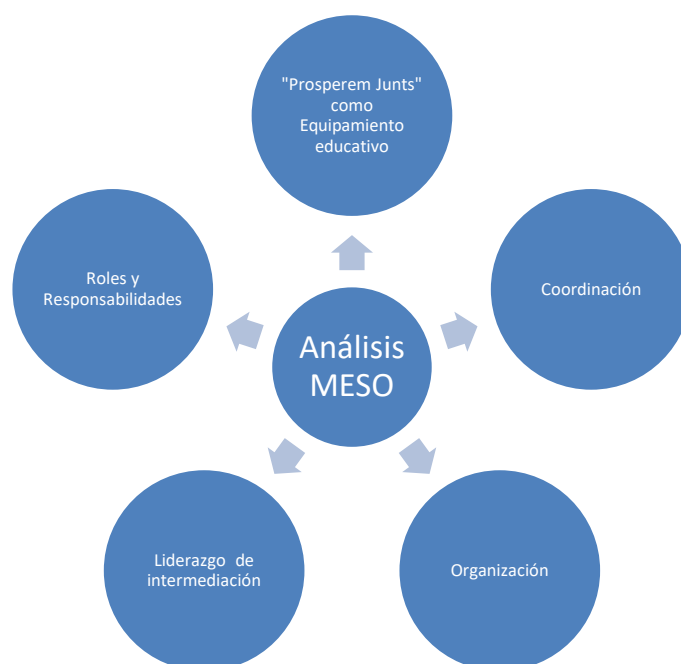 "Prosperem Junts"
como
Equipamiento
educativo
Roles y
Responsabilidades
Coordinación
Análisis
MESO
Liderazgo de
intermediación
Organización